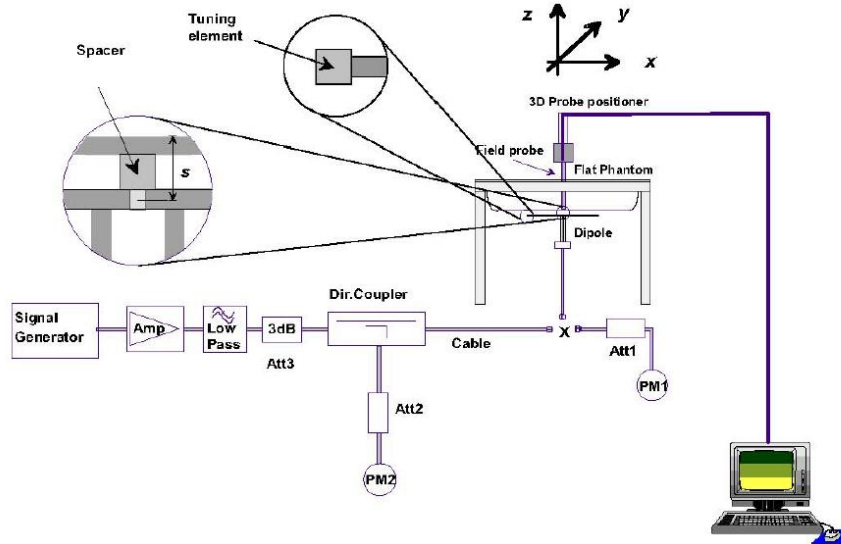 Tuning
element
Spacer
s
z
y
x
3D Probe positioner
Field probe
Flat Phantom
Dipole
Dir.Coupler
Signal
Generator
Amp
Low
Pass
3dB
Att3
Cable
X
Att1
PM1
Att2
PM2